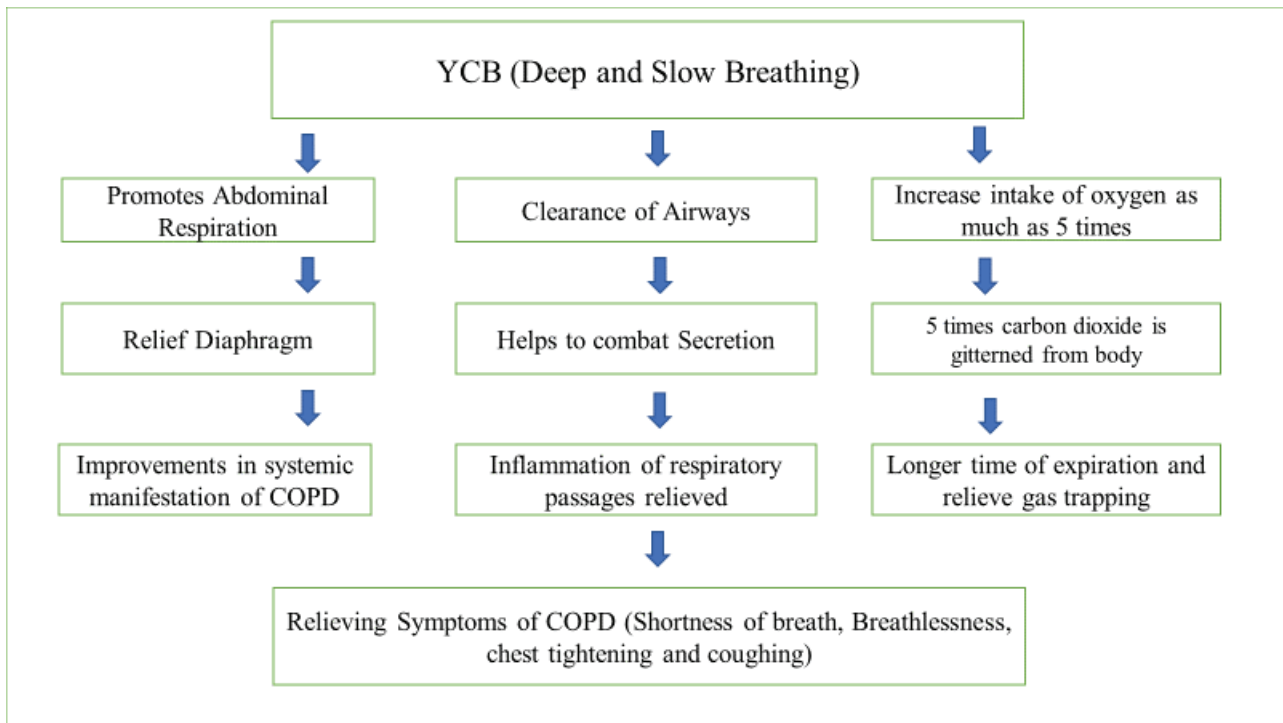 YCB (Deep and Slow Breathing)
Promotes Abdominal
Respiration
Clearance of Airways
Increase intake of oxygen as
much as 5 times
Relief Diaphragm
Helps to combat Secretion
5 times carbon dioxide is
gitterned from body
Improvements in systemic
manifestation of COPD
Inflammation of respiratory
passages relieved
Longer time of expiration and
relieve gas trapping
Relieving Symptoms of COPD (Shortness of breath, Breathlessness,
chest tightening and coughing)